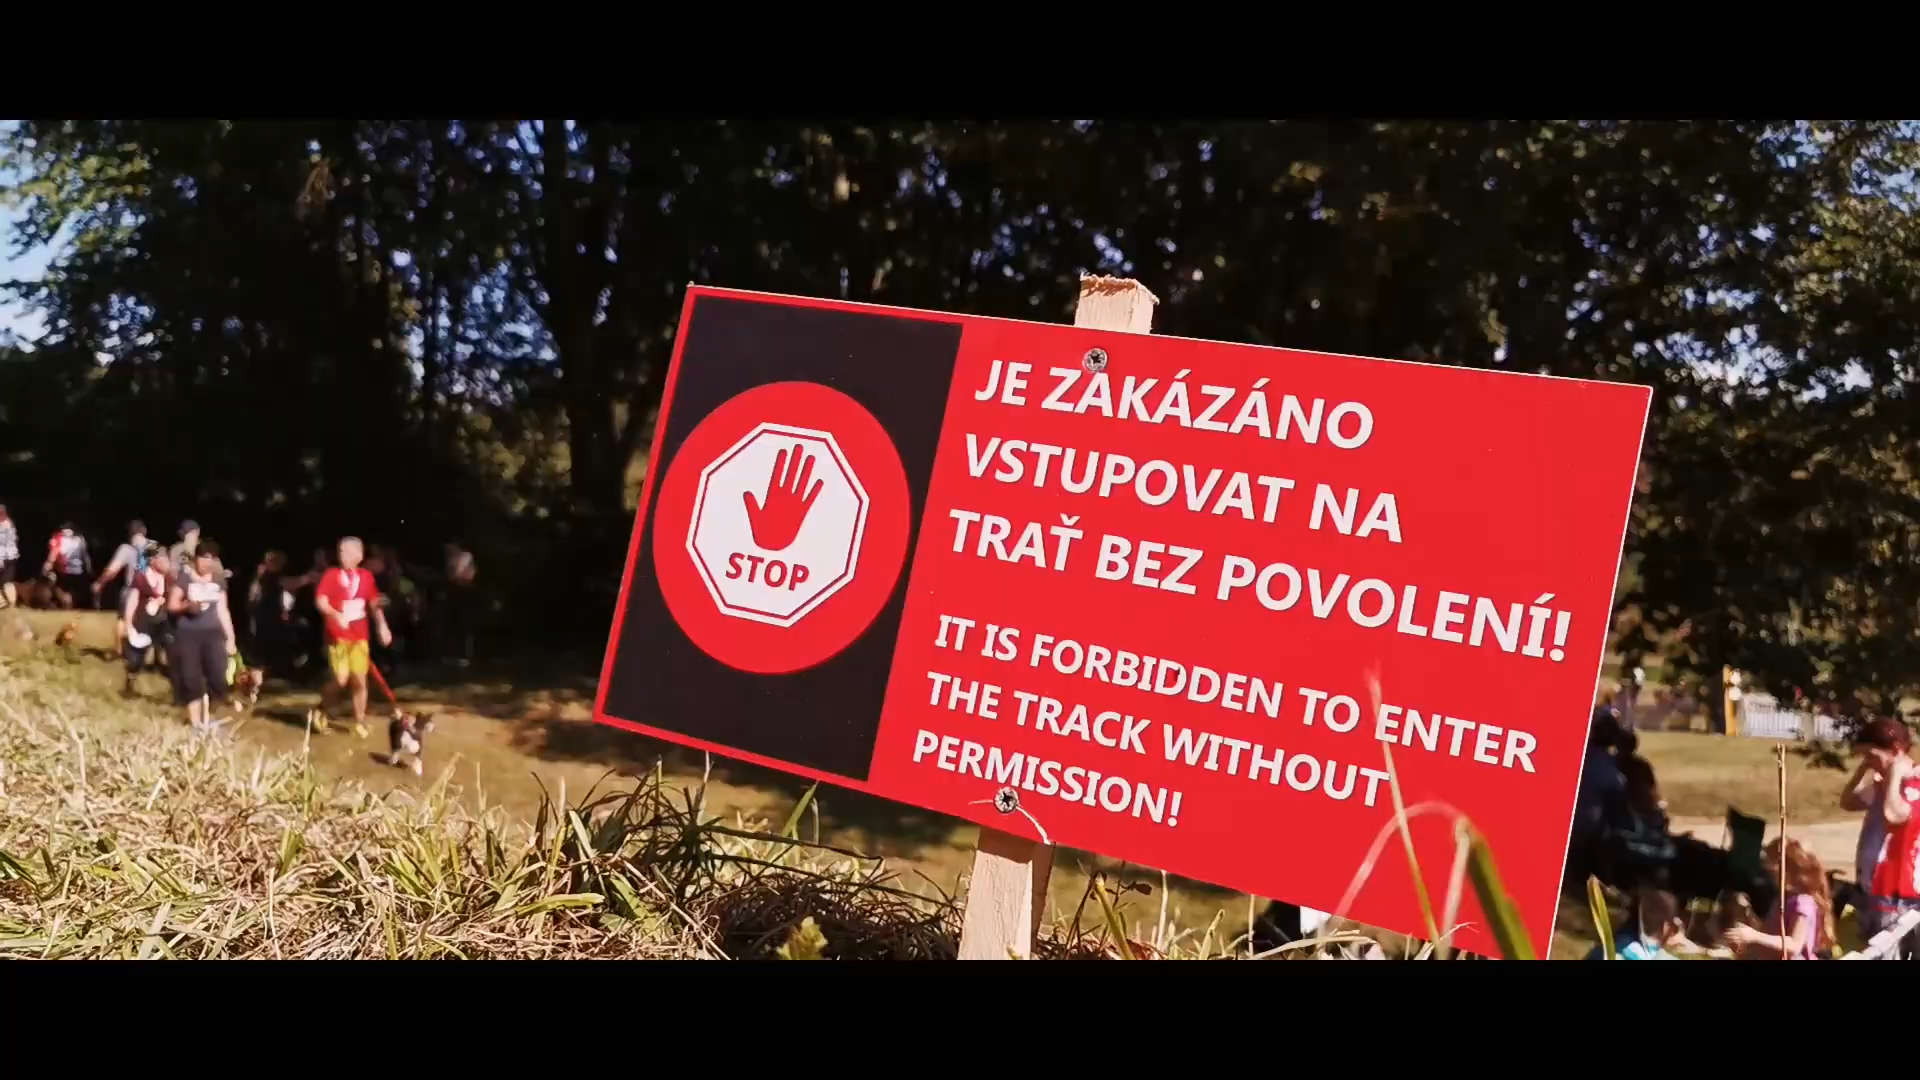 STOP
JE ZAKÁZÁNO
VSTUPOVAT NA
TRAŤ BEZ POVOLENÍ!
IT IS FORBIDDEN TO ENTER
THE TRACK WITHOUT
PERMISSION!